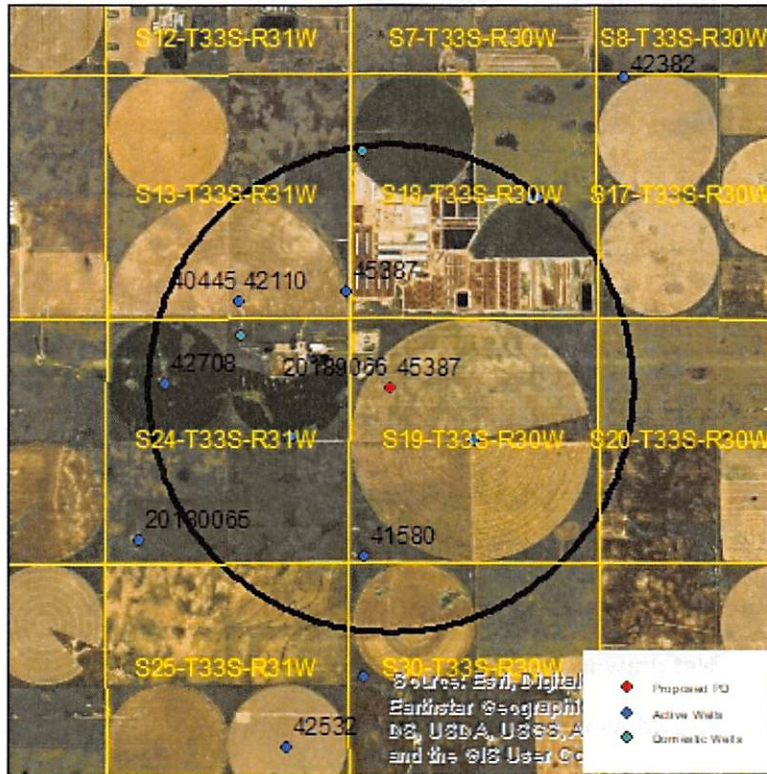 S12-T33S-R31W S7-T33S-R30W S8-T33S-R30W
42382
S13-T33S-R31W S18-T33S-R30W S17-T33S-R30W
40445 42110 45387
42708 20189066 45387
S24-T33S-R31W S19-T33S-R30W S20-T33S-R30W
20180065 41580
S25-T33S-R31W S30-T33S-R30W
Source: Esri, Digital
Earthstar Geographi
DS, USDA, USGS, A
and the GIS User Co
42532
Proposed PD
Active Wells
Domestic Wells